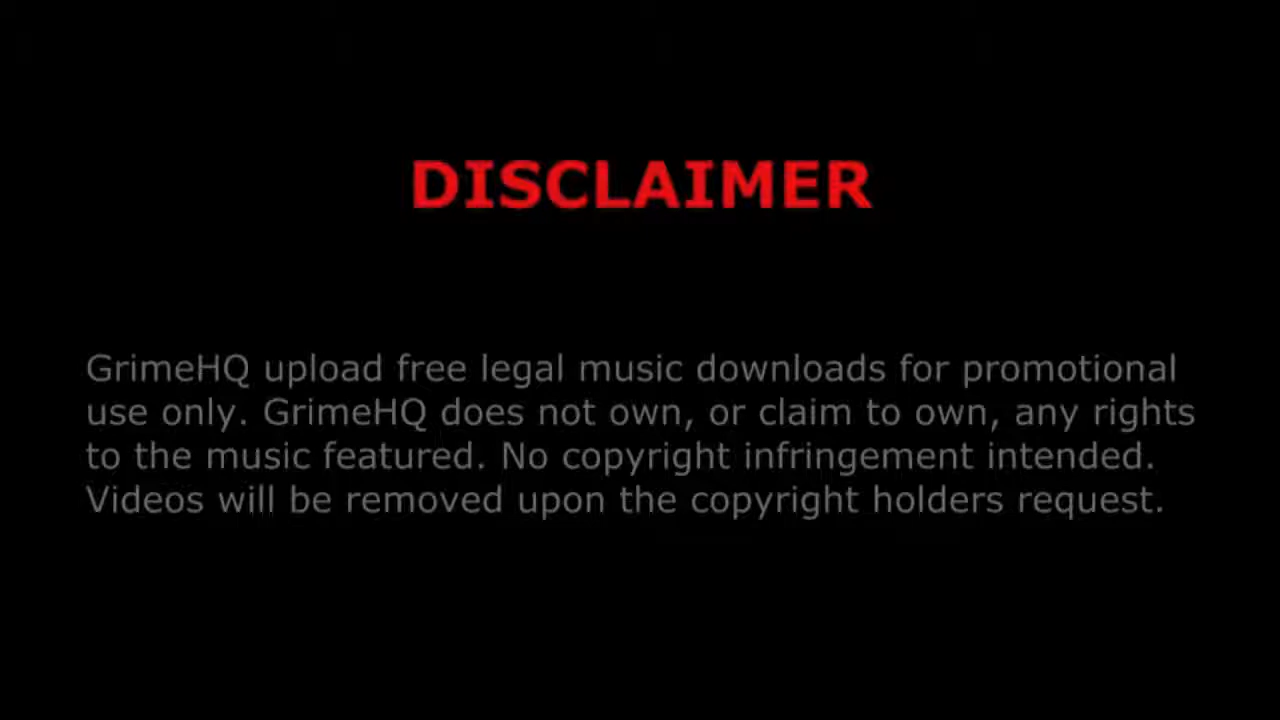 DISCLAIMER
GrimeHQ upload free legal music downloads for promotional
use only. GrimeHQ does not own, or claim to own, any rights
to the music featured. No copyright infringement intended.
Videos will be removed upon the copyright holders request.